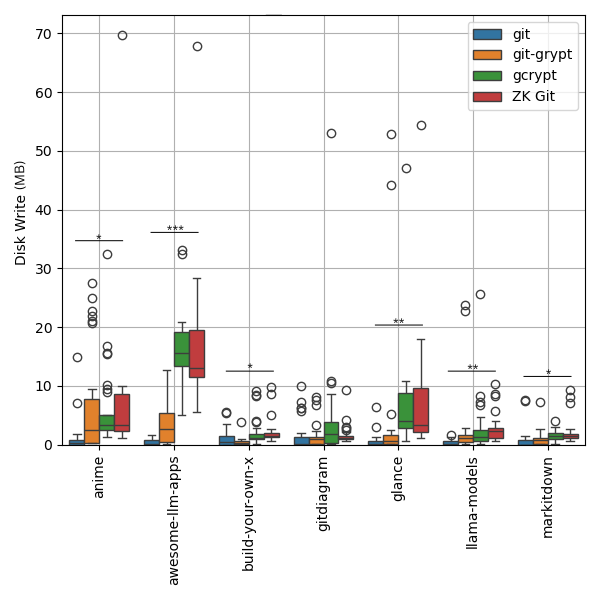 git
git-grypt
gcrypt
ZK Git
Disk Write (MB)
70
60
50
40
30
20
10
0
*
***
*
**
**
*
anime
awesome-llm-apps
build-your-own-x
gitdiagram
glance
llama-models
markitdown